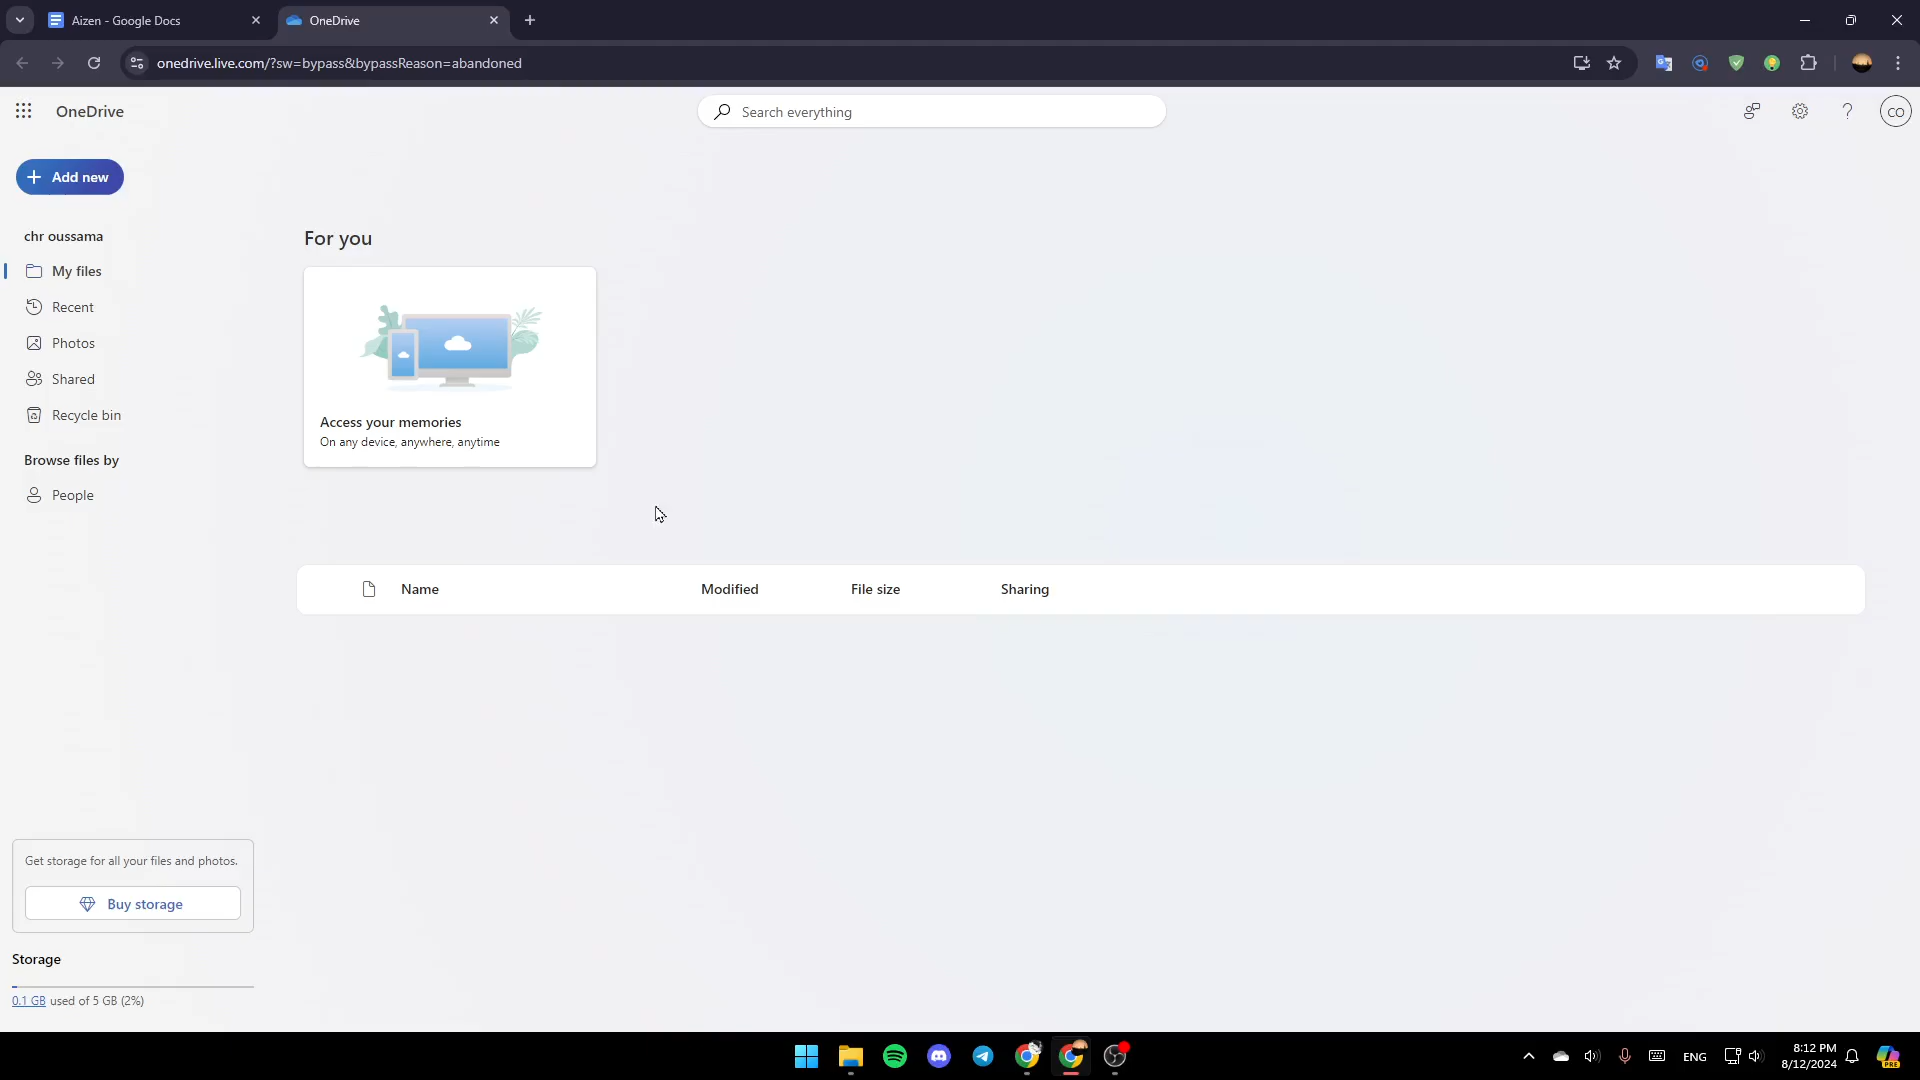 Aizen - Google Docs
OneDrive
onedrive.live.com/?sw=bypass&bypassReason=abandoned
OneDrive
Search everything
CO
Add new
chr oussama
My files
Recent
Photos
Shared
Recycle bin
Browse files by
People
For you
Access your memories
On any device, anywhere, anytime
Name
Modified
File size
Sharing
Get storage for all your files and photos.
Buy storage
Storage
0.1 GB used of 5 GB (2%)
ENG
8:12 PM
8/12/2024
PRE